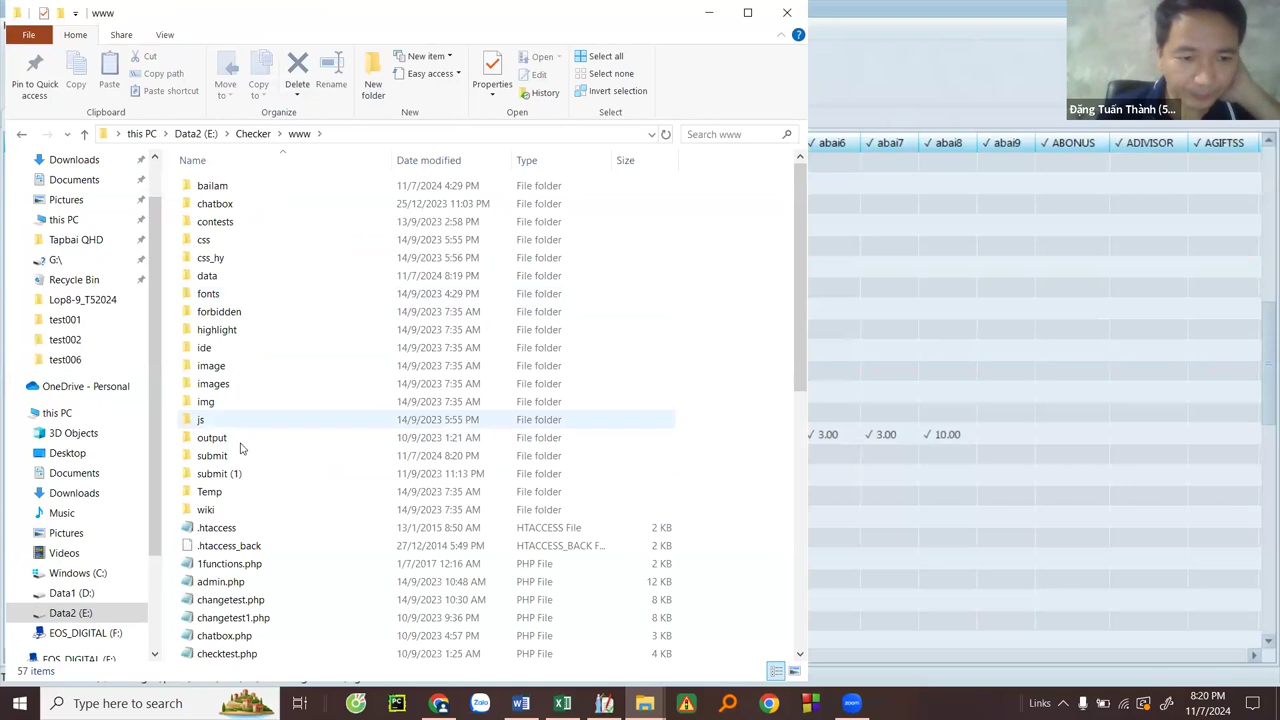 www
File
Home
Share
View
Pin to Quick access
Copy
Paste
Cut
Copy path
Paste shortcut
Clipboard
Move to
Copy to
Delete
Rename
Organize
New folder
New item
Easy access
New
Properties
Open
Edit
History
Open
Select all
Select none
Invert selection
Select
this PC
Data2 (E:)
Checker
www
Search www
Downloads
Documents
Pictures
this PC
Tapbai QHD
G:\
Recycle Bin
Lop8-9_T52024
test001
test002
test006
OneDrive - Personal
this PC
3D Objects
Desktop
Documents
Downloads
Music
Pictures
Videos
Windows (C:)
Data1 (D:)
Data2 (E:)
EOS_DIGITAL (F:)
EOS_DIGITAL (F:)
Name Date modified Type Size
bailam 11/7/2024 4:29 PM File folder
chatbox 25/12/2023 11:03 PM File folder
contests 13/9/2023 2:58 PM File folder
css 14/9/2023 5:55 PM File folder
css_hy 14/9/2023 5:56 PM File folder
data 11/7/2024 8:19 PM File folder
fonts 14/9/2023 4:29 PM File folder
forbidden 14/9/2023 7:35 AM File folder
highlight 14/9/2023 7:35 AM File folder
ide 14/9/2023 7:35 AM File folder
image 14/9/2023 7:35 AM File folder
images 14/9/2023 7:35 AM File folder
img 14/9/2023 7:35 AM File folder
js 14/9/2023 5:55 PM File folder
output 10/9/2023 1:21 AM File folder
submit 11/7/2024 8:20 PM File folder
submit (1) 11/9/2023 11:13 PM File folder
Temp 14/9/2023 7:35 AM File folder
wiki 14/9/2023 7:35 AM File folder
.htaccess 13/1/2015 8:50 AM HTACCESS File 2 KB
.htaccess_back 27/12/2014 5:49 PM HTACCESS_BACK F... 2 KB
1functions.php 1/7/2017 12:16 AM PHP File 2 KB
admin.php 14/9/2023 10:48 AM PHP File 12 KB
changetest.php 14/9/2023 10:30 AM PHP File 8 KB
changetest1.php 10/9/2023 9:36 PM PHP File 8 KB
chatbox.php 10/9/2023 4:57 PM PHP File 3 KB
checktest.php 10/9/2023 1:25 AM PHP File 4 KB
57 items
Đặng Tuấn Thành (5...
abai6 ✓ abai7 ✓ abai8 ✓ abai9 ✓ ABONUS ✓ ADIVISOR ✓ AGIFTSS
✓ 3.00 ✓ 3.00 ✓ 10.00
Type here to search
Zalo
zoom
Links
8:20 PM
11/7/2024